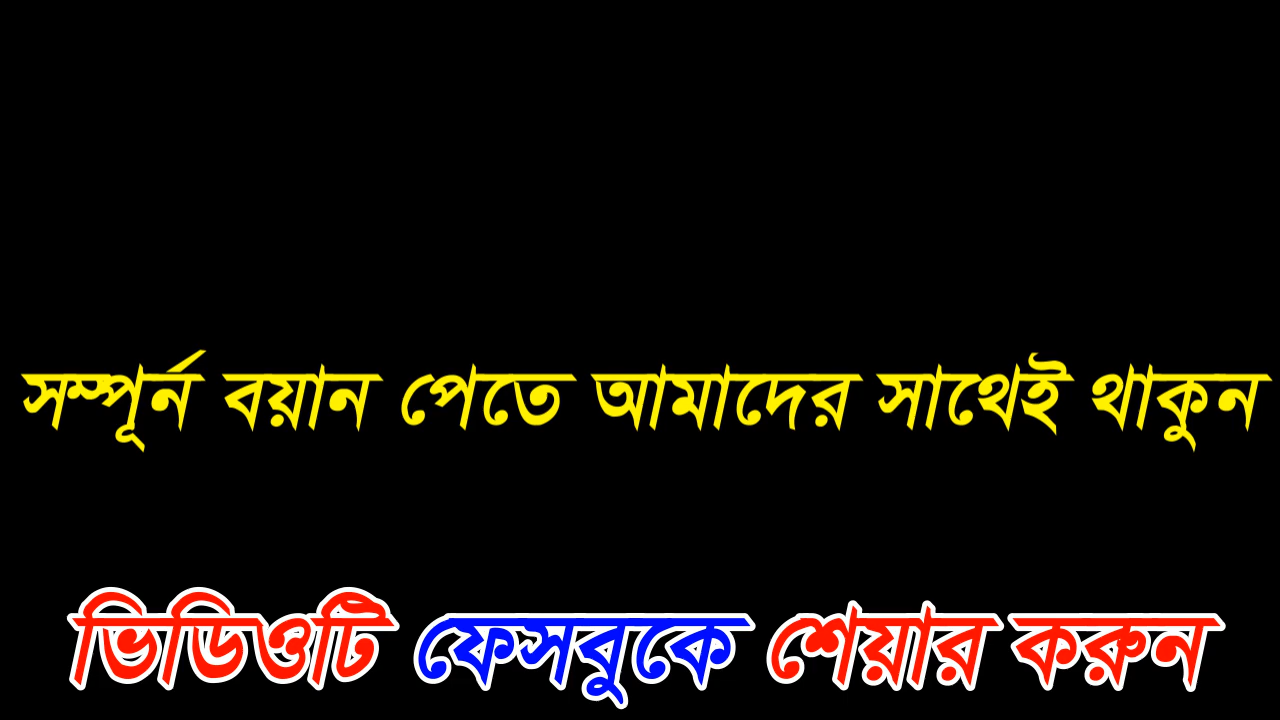 সম্পূর্ন বয়ান পেতে আমাদের সাথেই থাকুন
ভিডিওটি ফেসবুকে শেয়ার করুন